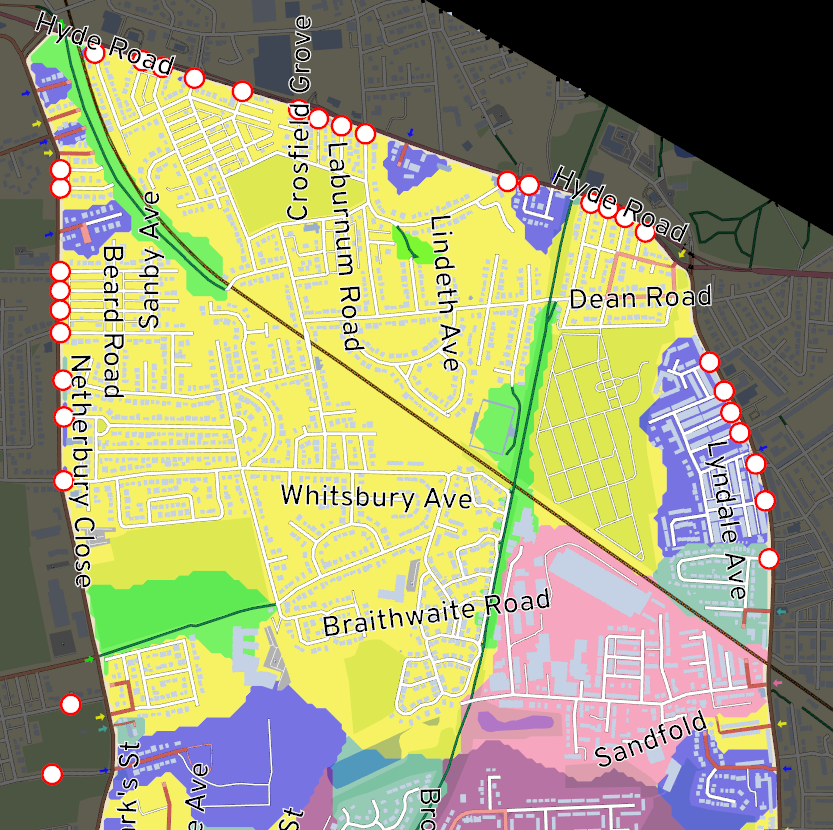 Hyde Road
Crosfield Grove
Hyde Road
Laburnum Road
Sanby Ave
Lindeth Ave
Beard Road
Dean Road
Netherbury Close
Lyndale Ave
Whitsbury Ave
Braithwaite Road
Sandfold
rk's St
e Ave
St
Bro